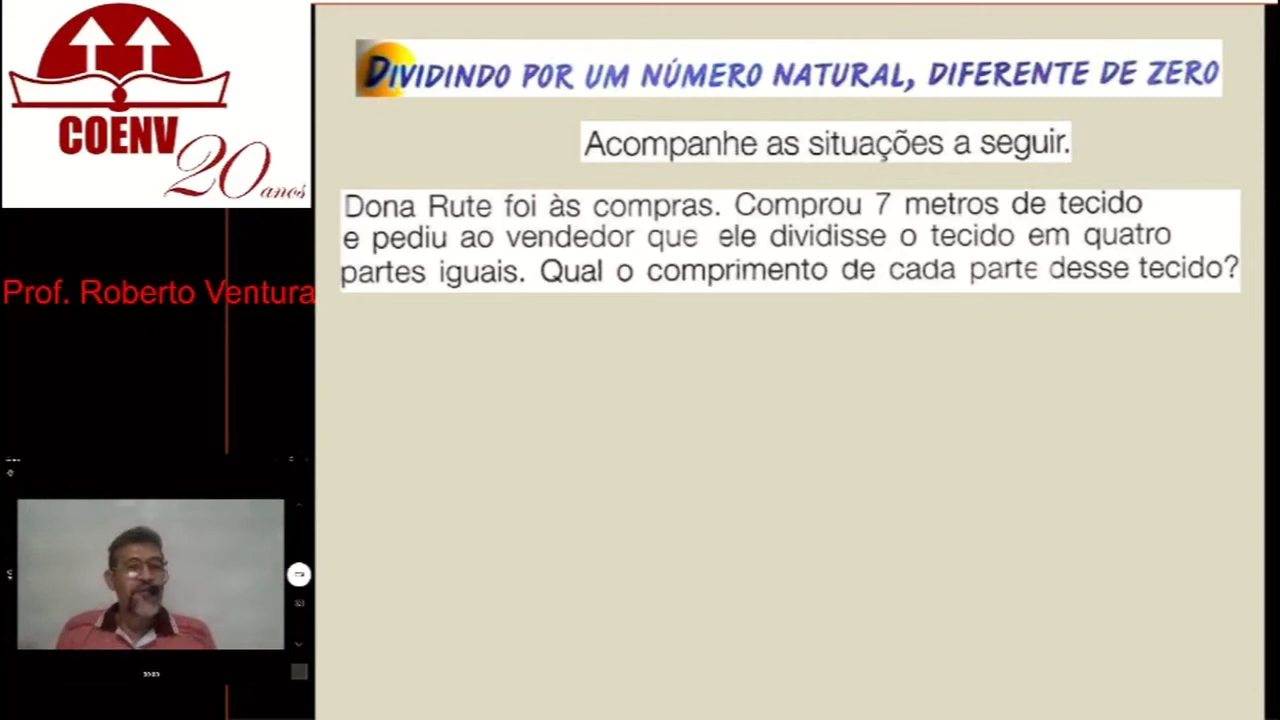 COENV
20 anos
Prof. Roberto Ventura
DIVIDINDO POR UM NÚMERO NATURAL, DIFERENTE DE ZERO
Acompanhe as situações a seguir.
Dona Rute foi às compras. Comprou 7 metros de tecido
e pediu ao vendedor que ele dividisse o tecido em quatro
partes iguais. Qual o comprimento de cada parte desse tecido?